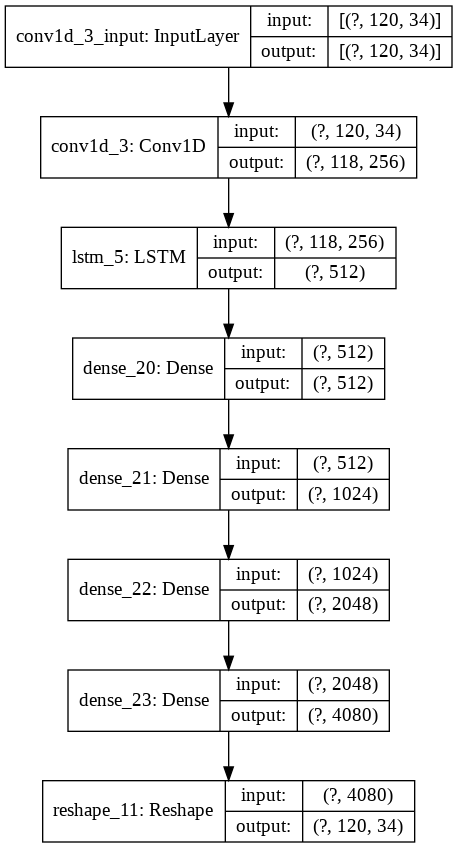 conv1d_3_input: InputLayer
input: [(?, 120, 34)]
output: [(?, 120, 34)]
conv1d_3: Conv1D
input: (?, 120, 34)
output: (?, 118, 256)
lstm_5: LSTM
input: (?, 118, 256)
output: (?, 512)
dense_20: Dense
input: (?, 512)
output: (?, 512)
dense_21: Dense
input: (?, 512)
output: (?, 1024)
dense_22: Dense
input: (?, 1024)
output: (?, 2048)
dense_23: Dense
input: (?, 2048)
output: (?, 4080)
reshape_11: Reshape
input: (?, 4080)
output: (?, 120, 34)